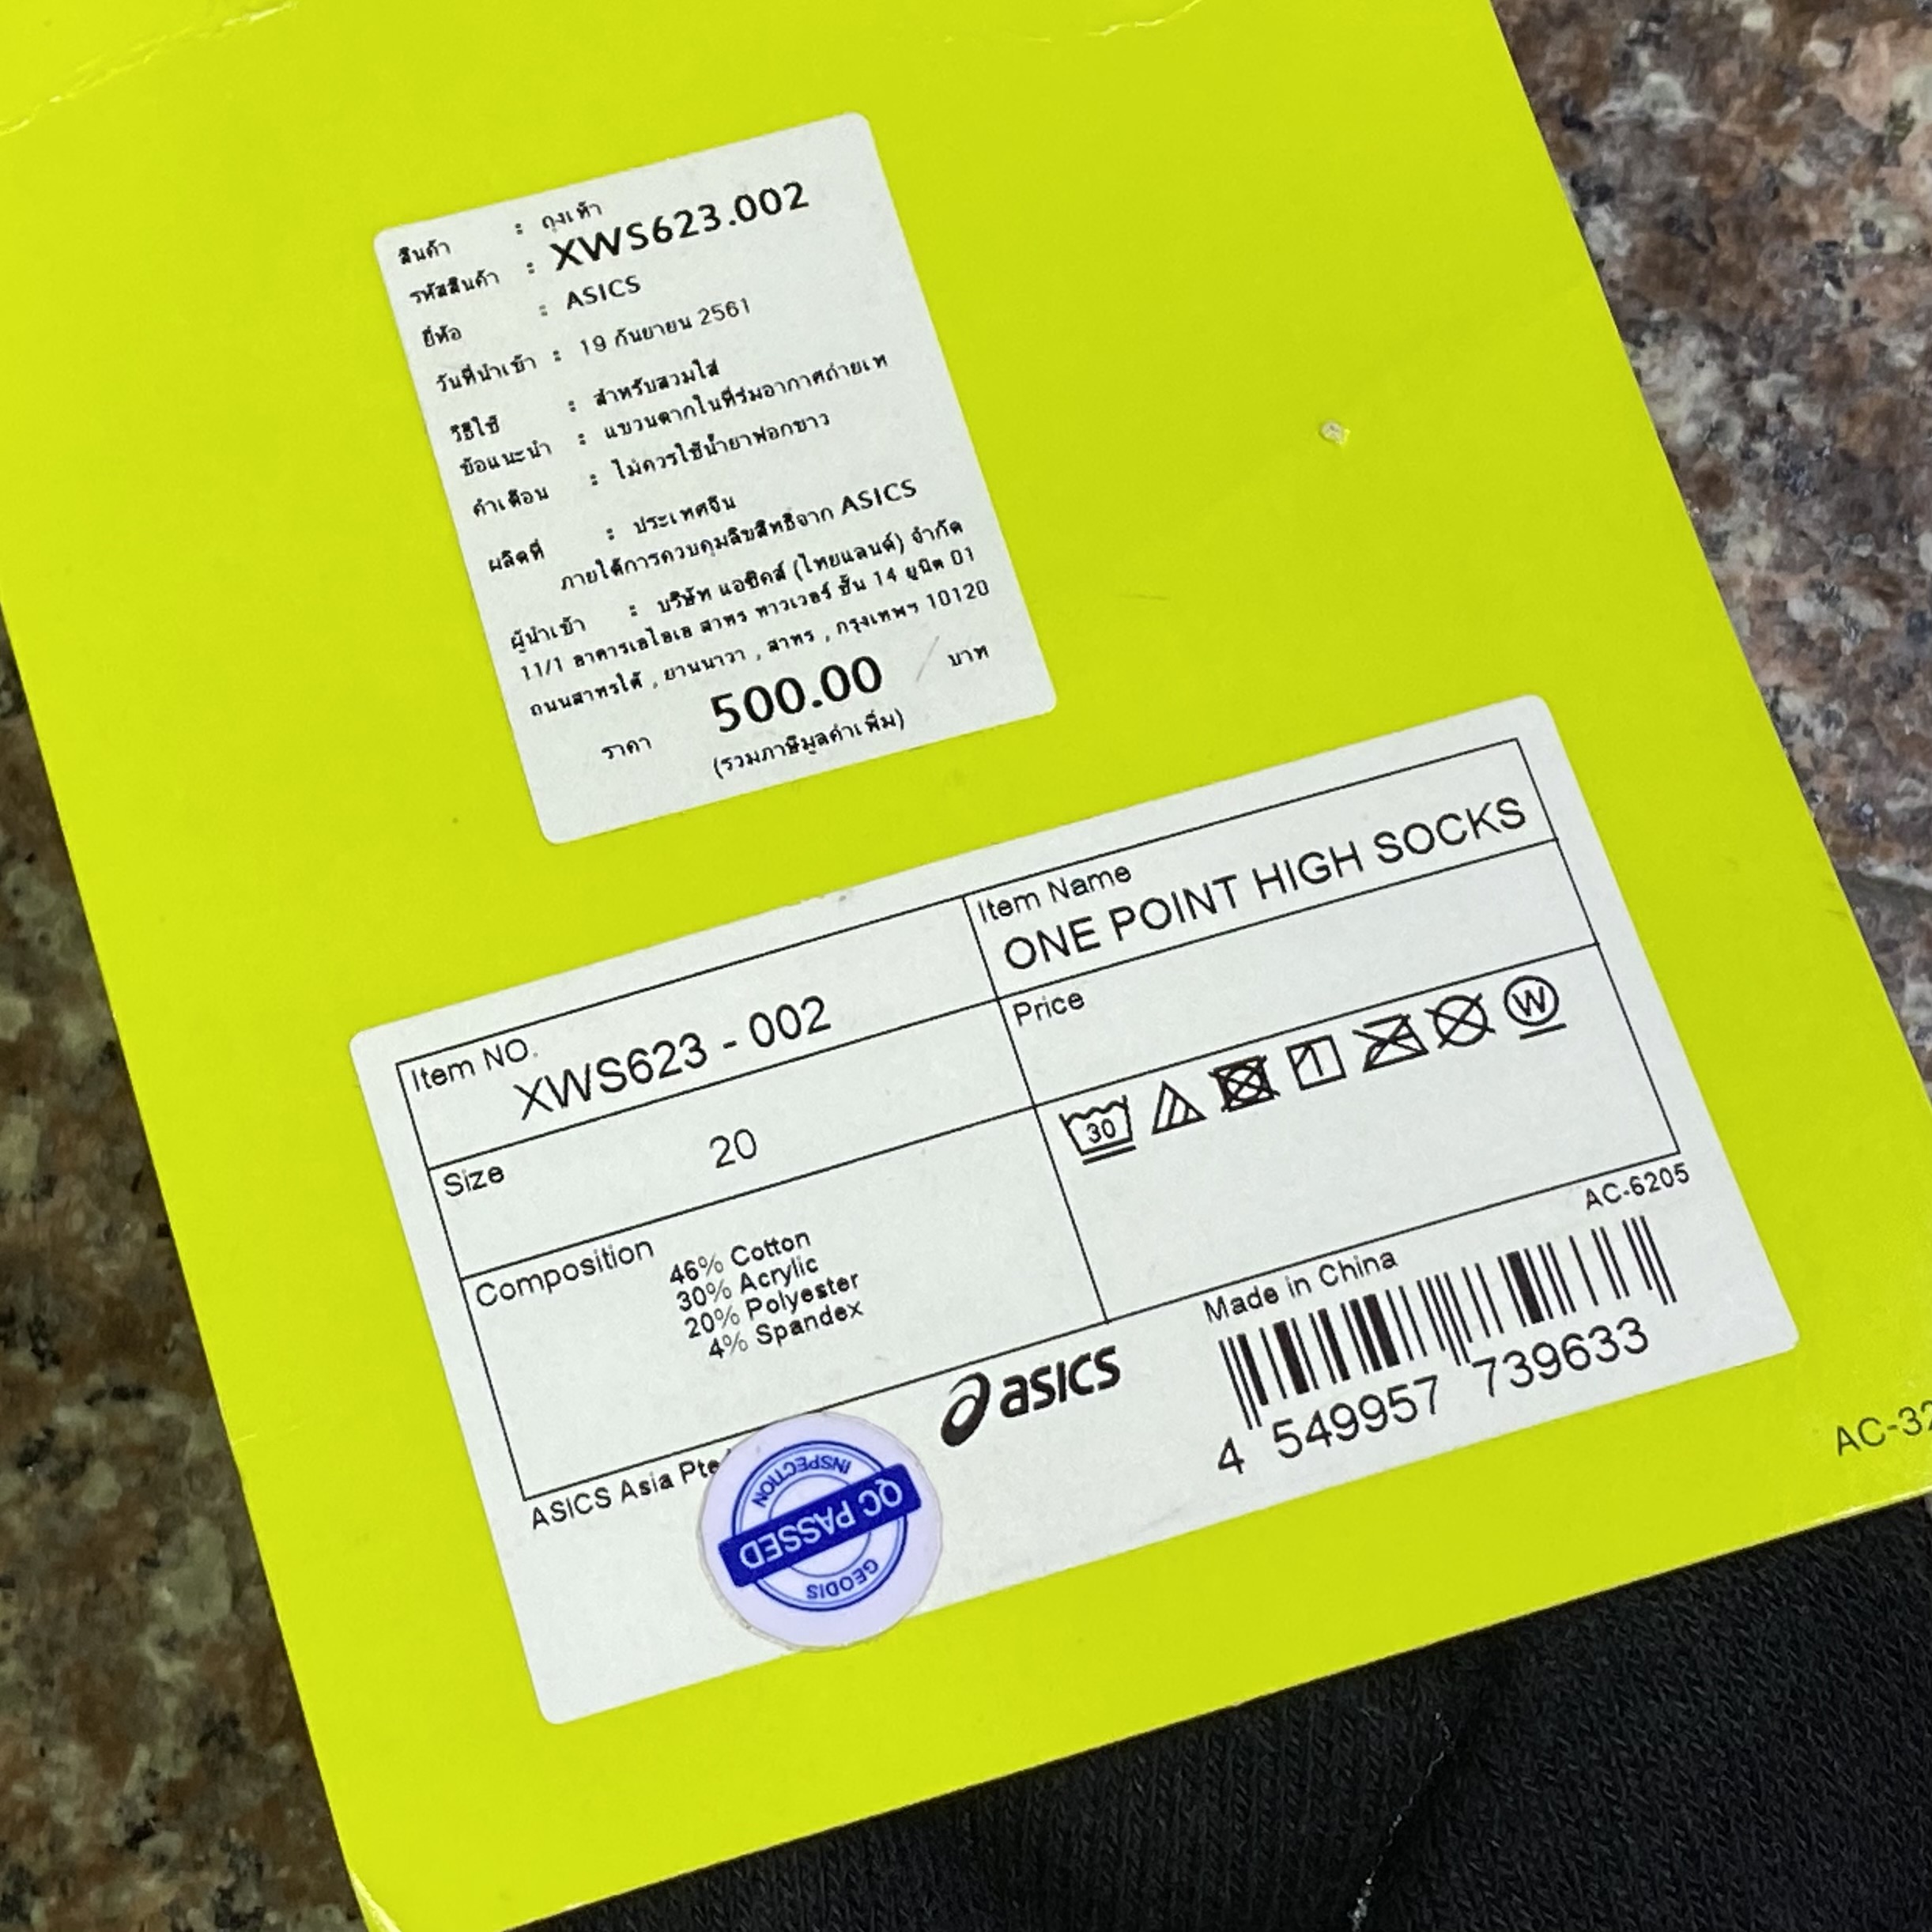 สินค้า : ถุงเท้า
รหัสสินค้า : XWS623.002
ยี่ห้อ : ASICS
วันที่นำเข้า : 19 กันยายน 2561
วิธีใช้ : สำหรับสวมใส่
ข้อแนะนำ : แขวนตากในที่ร่มอากาศถ่ายเท
คำเตือน : ไม่ควรใช้น้ำยาฟอกขาว
ผลิตที่ : ประเทศจีน
ภายใต้การควบคุมลิขสิทธิ์จาก ASICS
ผู้นำเข้า : บริษัท แอซิคส์ (ไทยแลนด์) จำกัด
11/1 อาคารเอไอเอ สาทร ทาวเวอร์ ชั้น 14 ยูนิต 01
ถนนสาทรใต้ , ยานนาวา , สาทร , กรุงเทพฯ 10120
ราคา 500.00 บาท
(รวมภาษีมูลค่าเพิ่ม)
Item NO.
XWS623 - 002
Item Name
ONE POINT HIGH SOCKS
Size 20
Price
Composition
46% Cotton
30% Acrylic
20% Polyester
4% Spandex
30
W
AC-6205
Made in China
asics
4 549957 739633
ASICS Asia Pte
INSPECTION
QC PASSED
GEODIS
AC-32